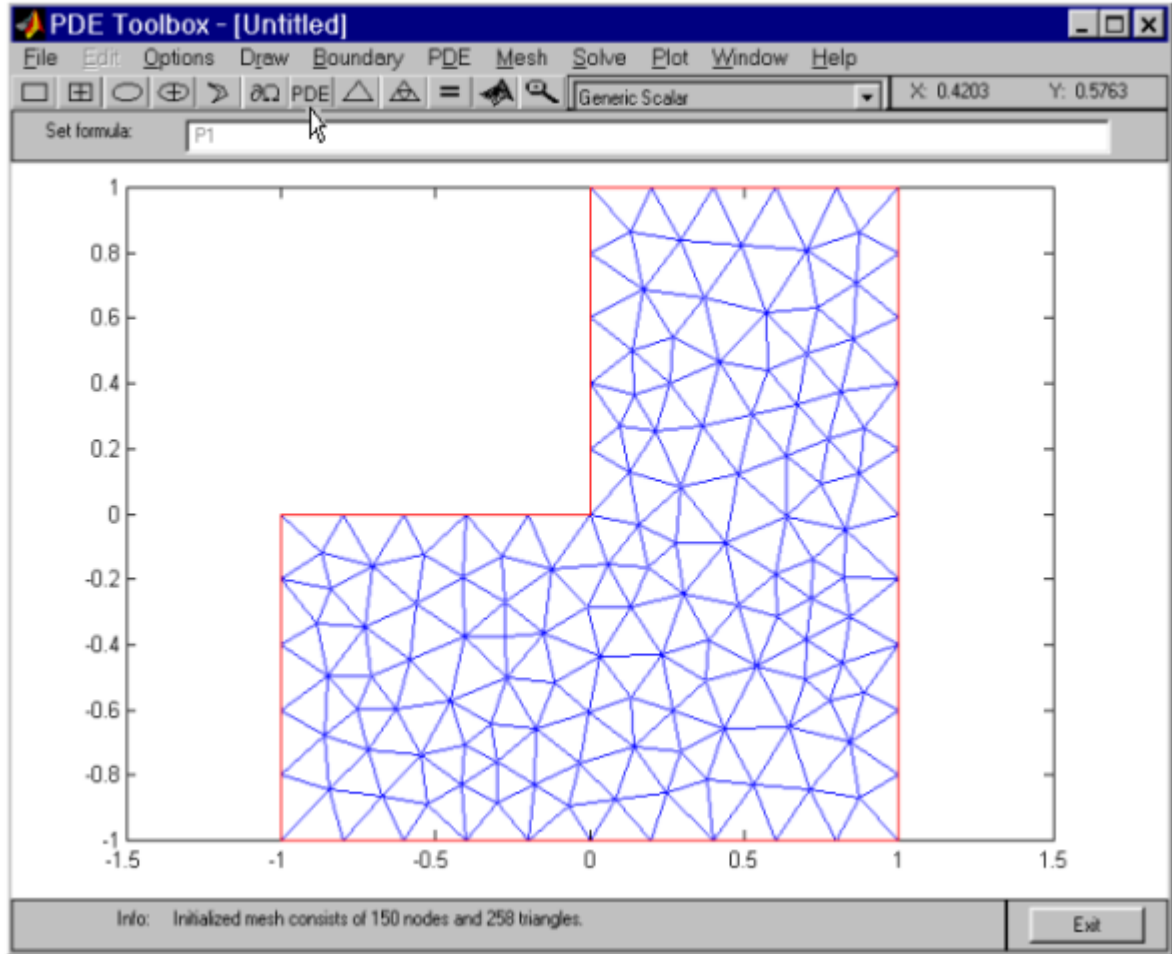 PDE Toolbox - [Untitled]
File Edit Options Draw Boundary PDE Mesh Solve Plot Window Help
∂Ω PDE = Generic Scalar X: 0.4203 Y: 0.5763
Set formula: P1
1
0.8
0.6
0.4
0.2
0
-0.2
-0.4
-0.6
-0.8
-1
-1.5 -1 -0.5 0 0.5 1 1.5
Info: Initialized mesh consists of 150 nodes and 258 triangles.
Exit